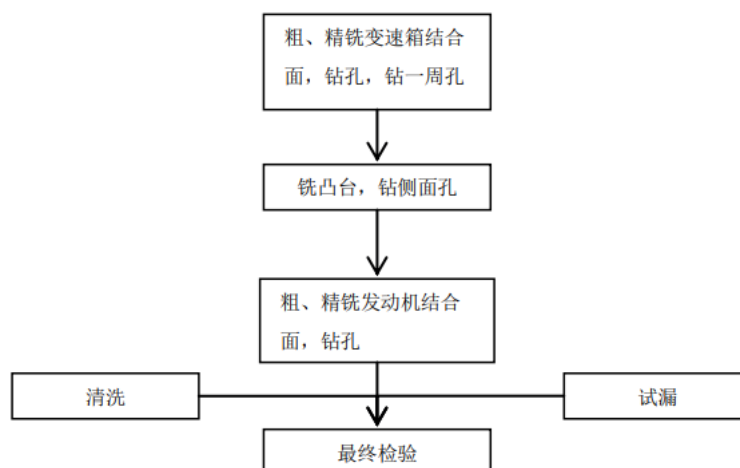 粗、精铣变速箱结合
面，钻孔，钻一周孔
铣凸台，钻侧面孔
粗、精铣发动机结合
面，钻孔
清洗
试漏
最终检验